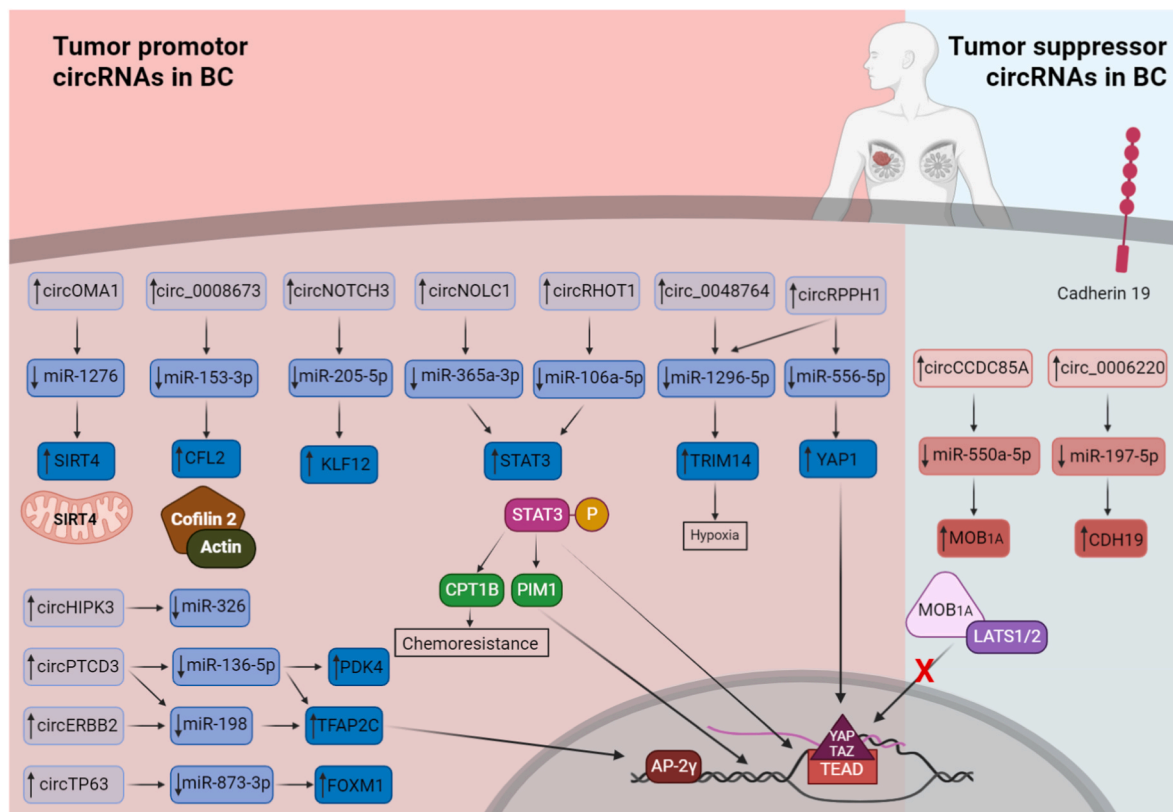 Tumor promotor
circRNAs in BC
Tumor suppressor
circRNAs in BC
Cadherin 19
↑circOMA1
↑circ_0008673
↑circNOTCH3
↑circNOLC1
↑circRHOT1
↑circ_0048764
↑circRPPH1
↓miR-1276
↓miR-153-3p
↓miR-205-5p
↓miR-365a-3p
↓miR-106a-5p
↓miR-1296-5p
↓miR-556-5p
↑SIRT4
↑CFL2
↑KLF12
↑STAT3
↑TRIM14
↑YAP1
SIRT4
Cofilin 2
Actin
STAT3
P
Hypoxia
CPT1B
PIM1
Chemoresistance
↑circHIPK3
↓miR-326
↑circPTCD3
↓miR-136-5p
↑PDK4
↑circERBB2
↓miR-198
↑TFAP2C
↑circTP63
↓miR-873-3p
↑FOXM1
↑circCCDC85A
↑circ_0006220
↓miR-550a-5p
↓miR-197-5p
↑MOB1A
↑CDH19
MOB1A
LATS1/2
X
YAP
TAZ
TEAD
AP-2γ